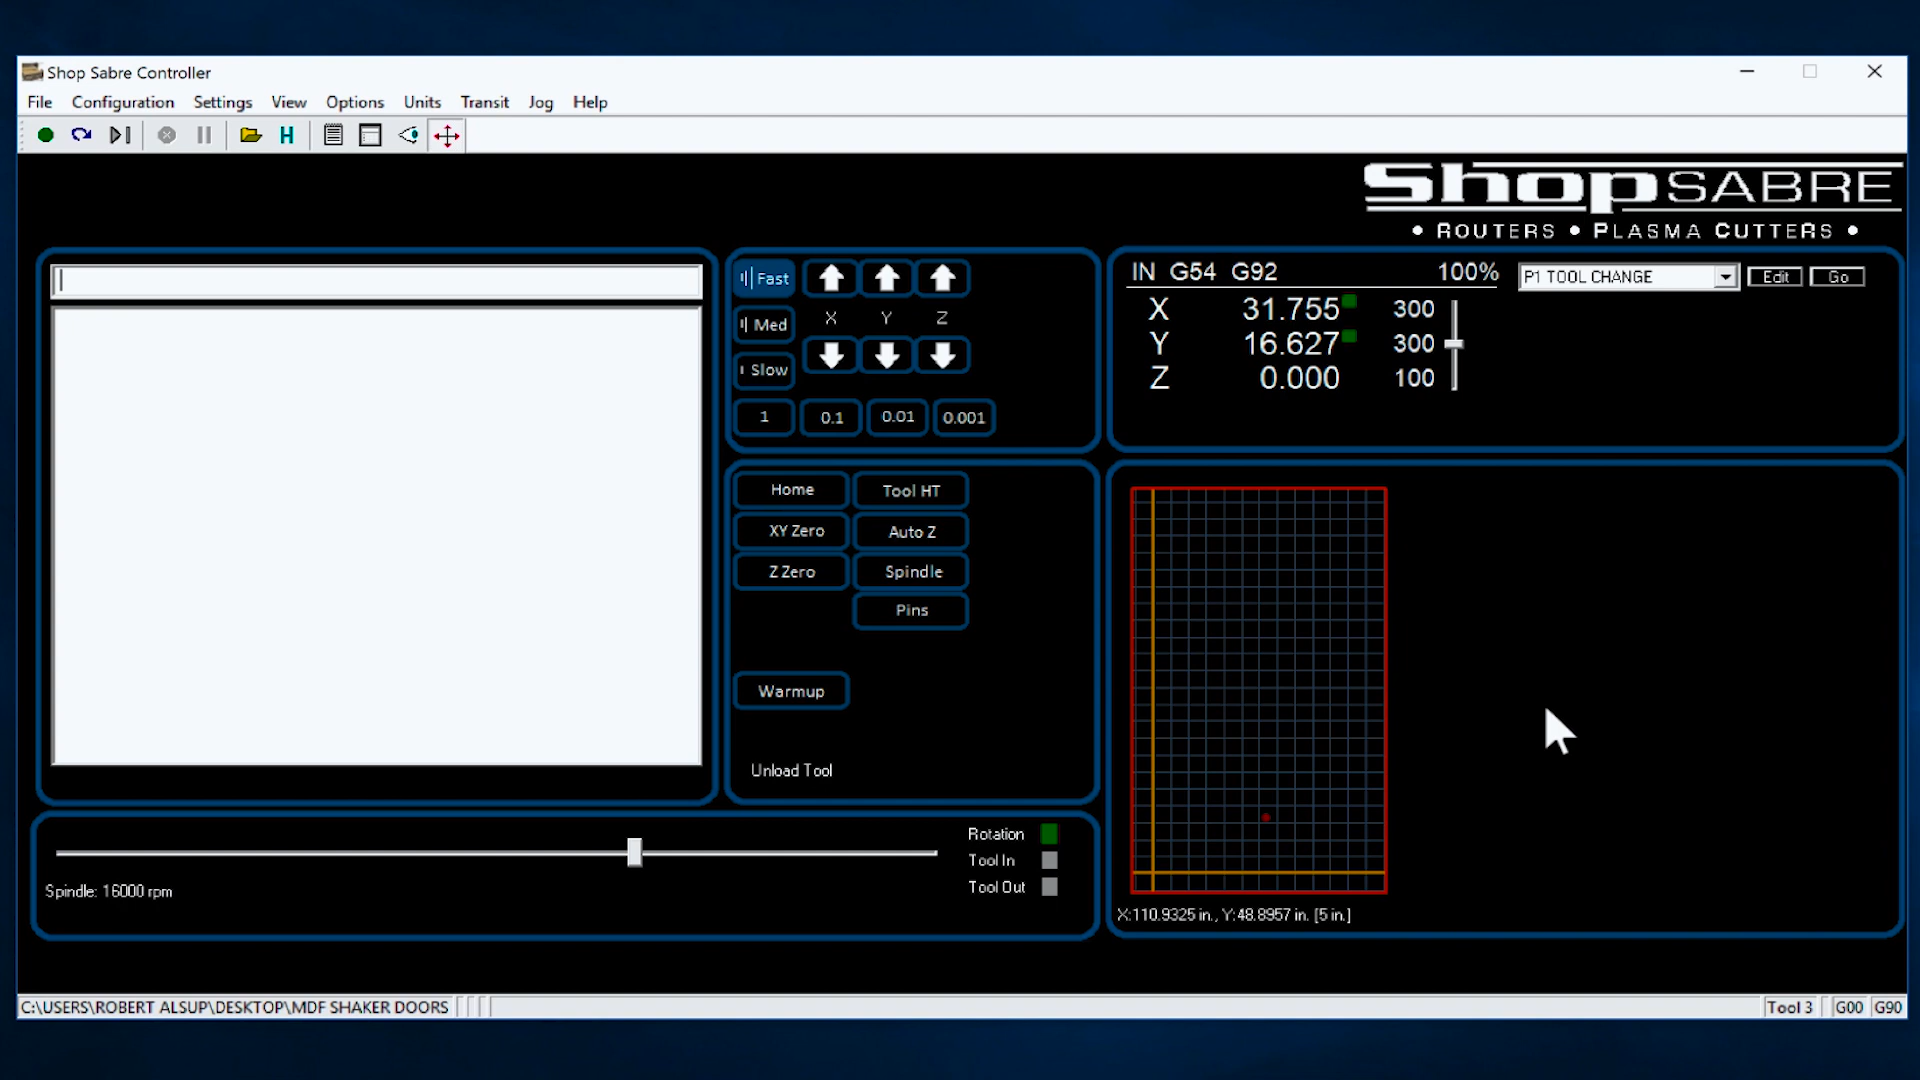 Shop Sabre Controller
File Configuration Settings View Options Units Transit Jog Help
H
ShopSABRE
• ROUTERS • PLASMA CUTTERS •
Fast
Med
Slow
X Y Z
1 0.1 0.01 0.001
IN G54 G92 100%
X 31.755 300
Y 16.627 300
Z 0.000 100
P1 TOOL CHANGE Edit Go
Home Tool HT
XY Zero Auto Z
Z Zero Spindle
Pins
Warmup
Unload Tool
Spindle: 16000 rpm
Rotation
Tool In
Tool Out
X:110.9325 in., Y:48.8957 in. [5 in.]
C:\USERS\ROBERT ALSUP\DESKTOP\MDF SHAKER DOORS
Tool 3 G00 G90